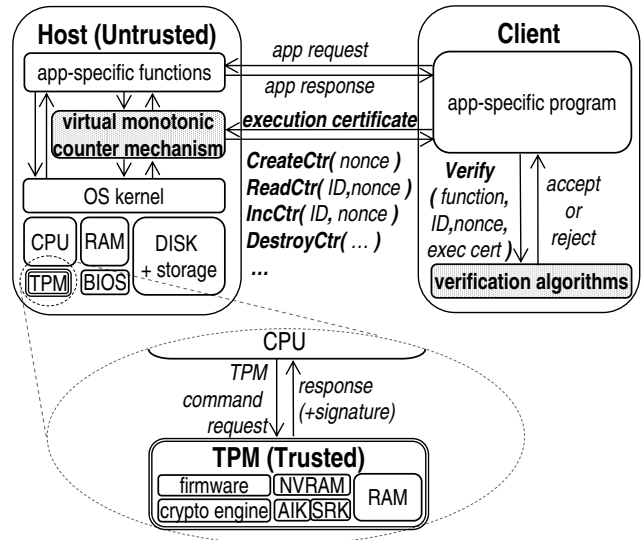 Host (Untrusted)
app-specific functions
virtual monotonic
counter mechanism
OS kernel
CPU
RAM
DISK
+ storage
TPM
BIOS
app request
app response
execution certificate
CreateCtr( nonce )
ReadCtr( ID,nonce )
IncCtr( ID, nonce )
DestroyCtr( ... )
...
Client
app-specific program
Verify
( function,
ID,nonce,
exec cert )
accept
or
reject
verification algorithms
CPU
TPM
command
request
response
(+signature)
TPM (Trusted)
firmware
NVRAM
RAM
crypto engine
AIK
SRK